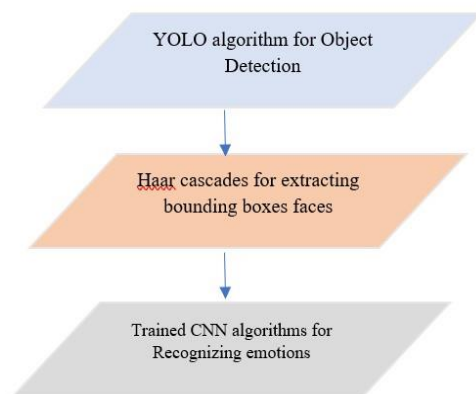 YOLO algorithm for Object
Detection
Haar cascades for extracting
bounding boxes faces
Trained CNN algorithms for
Recognizing emotions